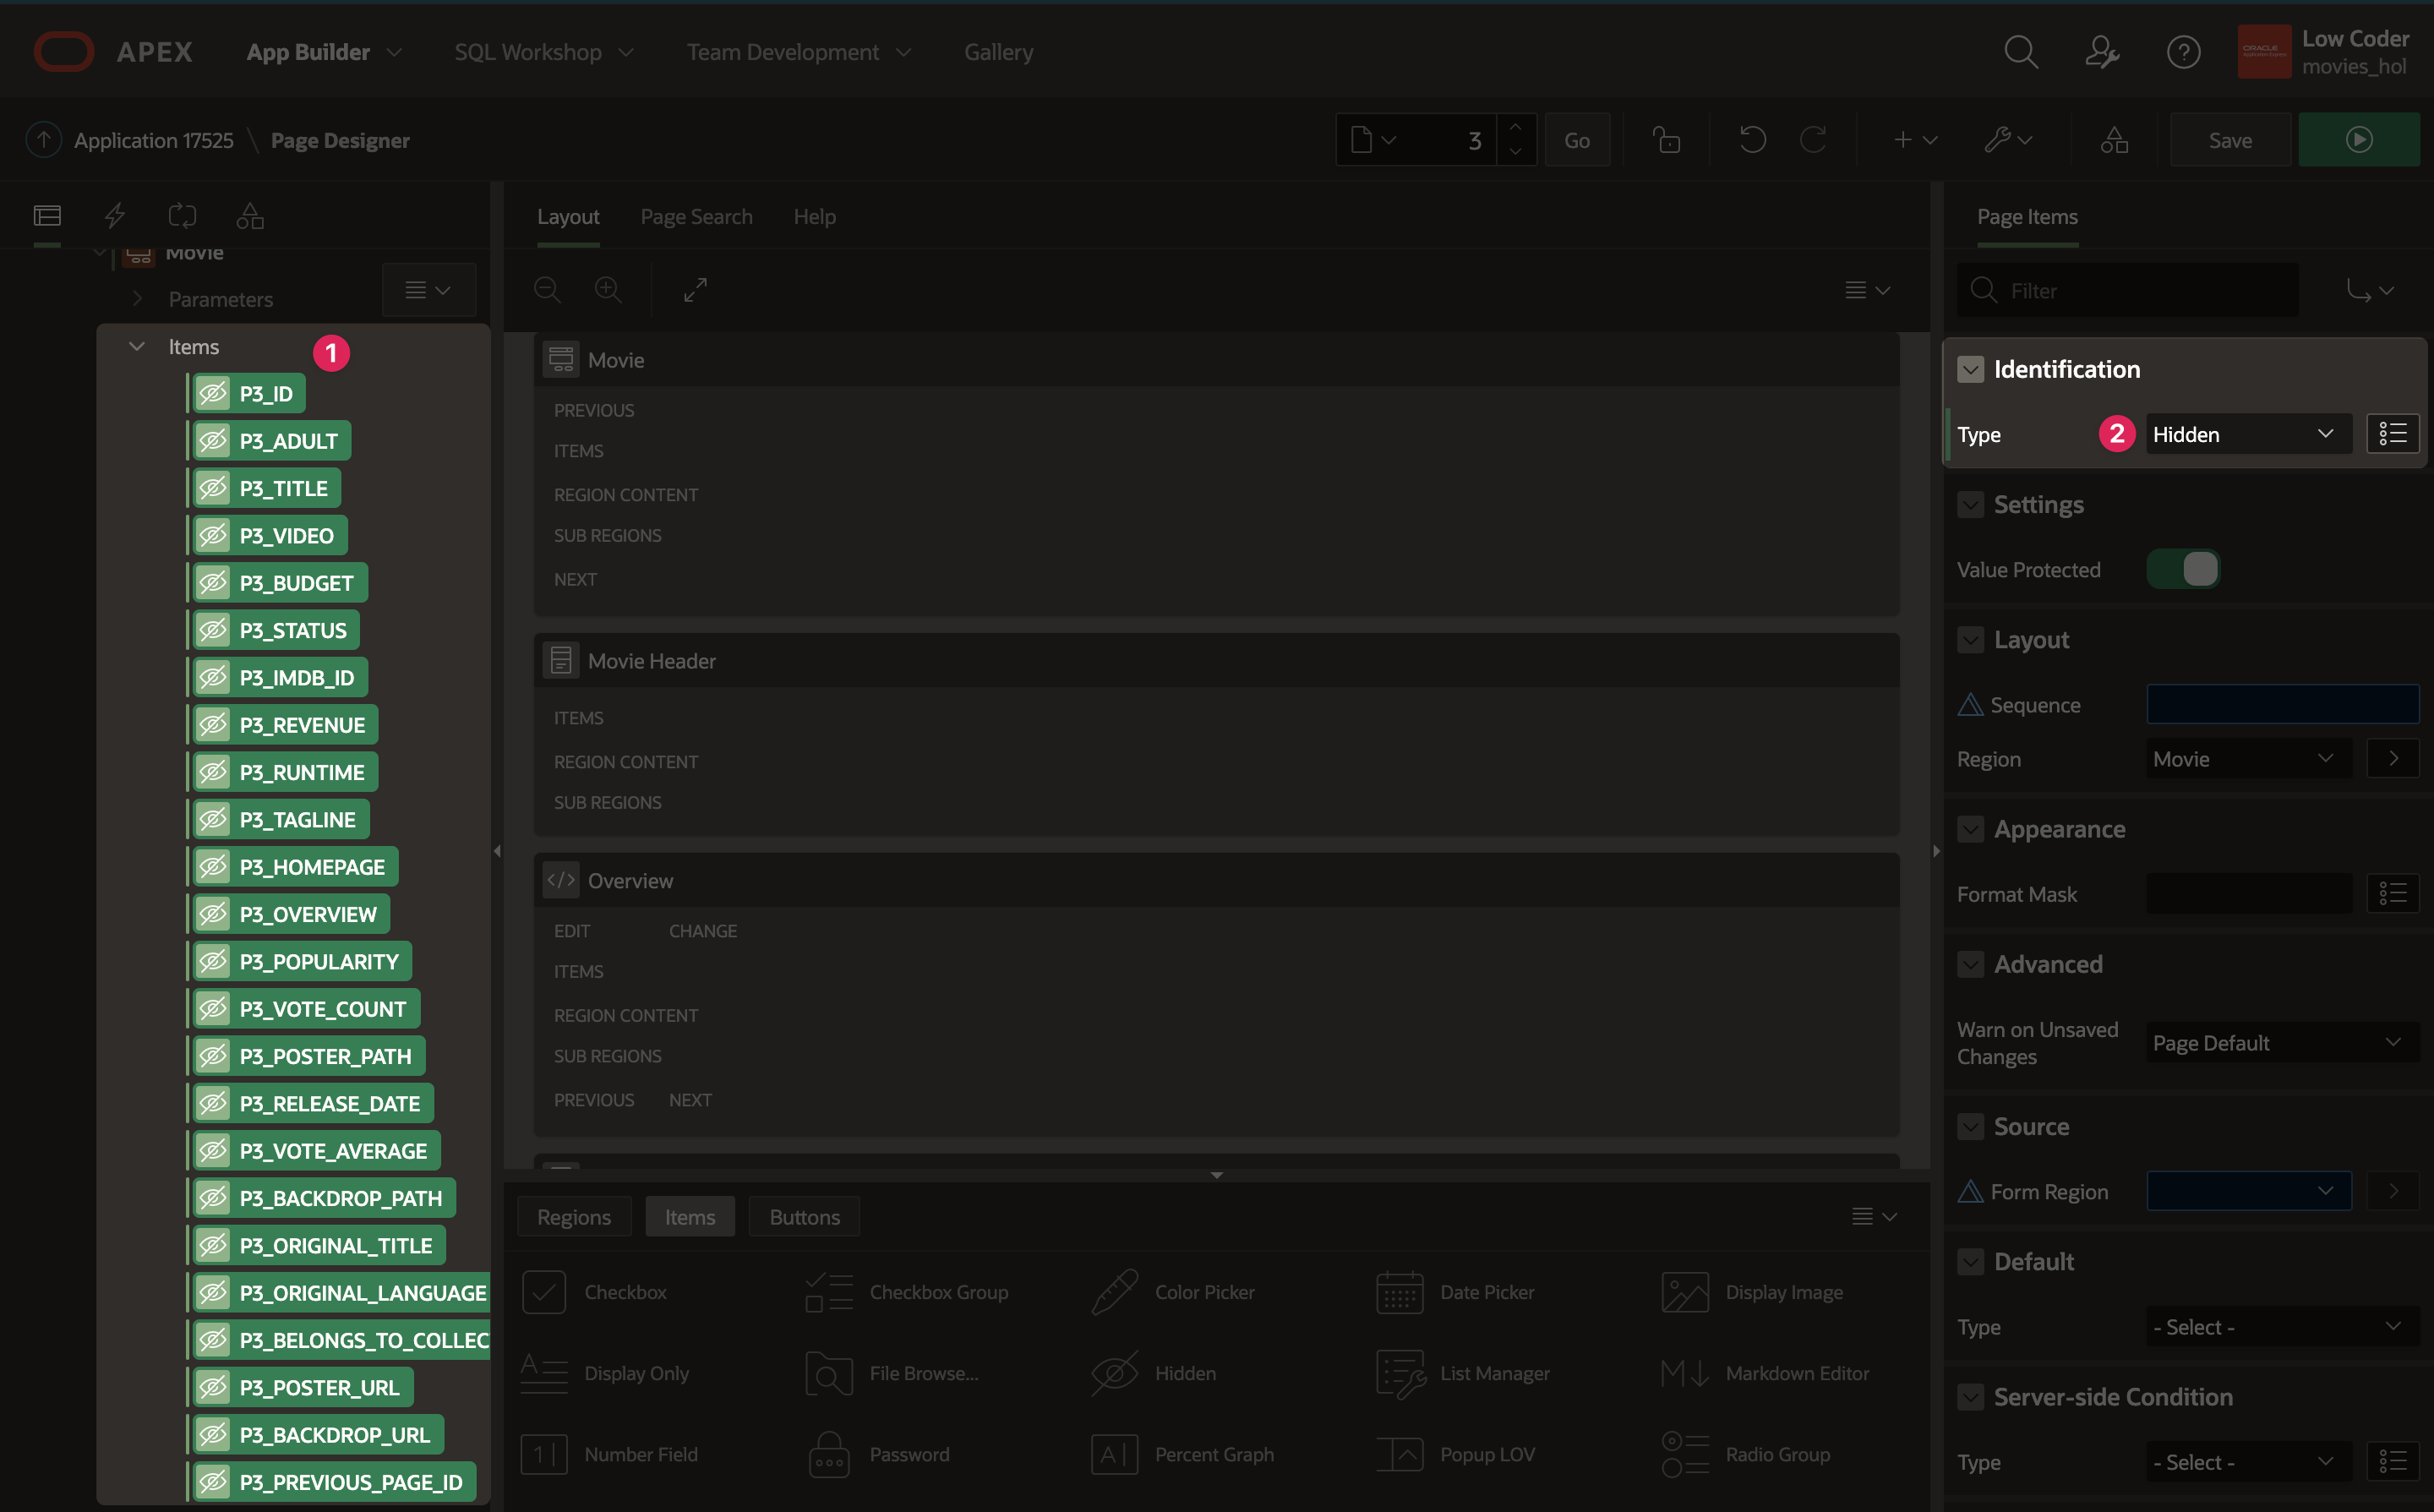 APEX
App Builder
SQL Workshop
Team Development
Gallery
Low Coder
movies_hol
Application 17525 \ Page Designer
3
Go
Save
Movie
Parameters
Items
1
P3_ID
P3_ADULT
P3_TITLE
P3_VIDEO
P3_BUDGET
P3_STATUS
P3_IMDB_ID
P3_REVENUE
P3_RUNTIME
P3_TAGLINE
P3_HOMEPAGE
P3_OVERVIEW
P3_POPULARITY
P3_VOTE_COUNT
P3_POSTER_PATH
P3_RELEASE_DATE
P3_VOTE_AVERAGE
P3_BACKDROP_PATH
P3_ORIGINAL_TITLE
P3_ORIGINAL_LANGUAGE
P3_BELONGS_TO_COLLEC
P3_POSTER_URL
P3_BACKDROP_URL
P3_PREVIOUS_PAGE_ID
Layout
Page Search
Help
Movie
PREVIOUS
ITEMS
REGION CONTENT
SUB REGIONS
NEXT
Movie Header
ITEMS
REGION CONTENT
SUB REGIONS
Overview
EDIT CHANGE
ITEMS
REGION CONTENT
SUB REGIONS
PREVIOUS NEXT
Regions
Items
Buttons
Checkbox
Checkbox Group
Color Picker
Date Picker
Display Image
Display Only
File Browse...
Hidden
List Manager
Markdown Editor
Number Field
Password
Percent Graph
Popup LOV
Radio Group
Page Items
Filter
Identification
Type
2
Hidden
Settings
Value Protected
Layout
Sequence
Region
Movie
Appearance
Format Mask
Advanced
Warn on Unsaved
Changes
Page Default
Source
Form Region
Default
Type
- Select -
Server-side Condition
Type
- Select -